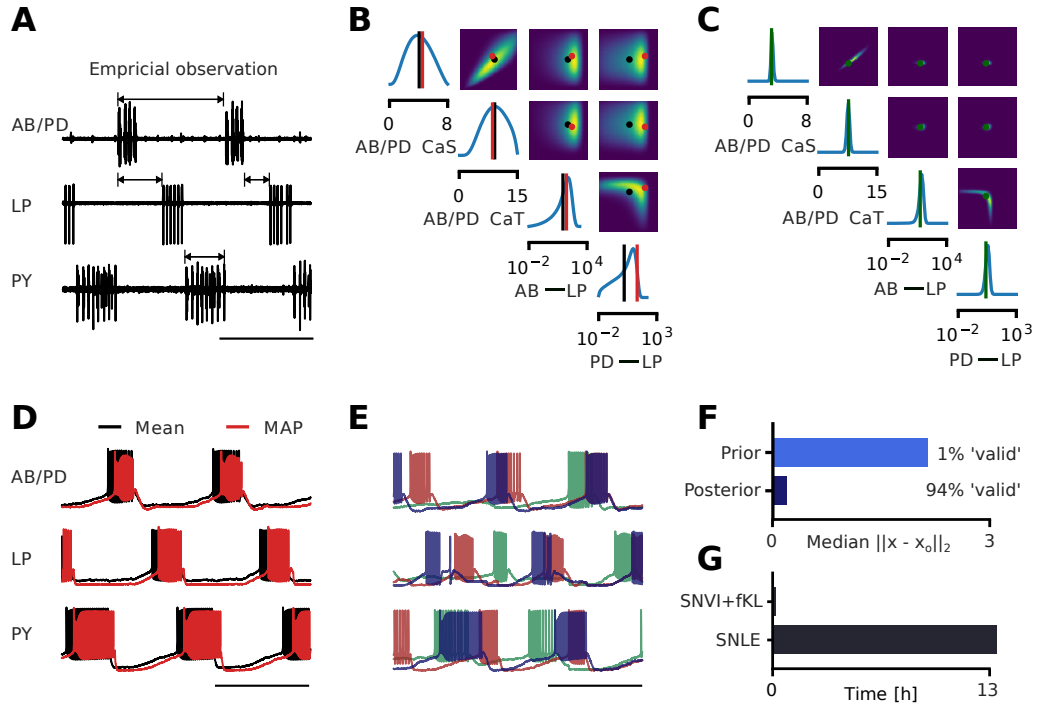 A
Empricial observation
AB/PD
LP
PY
B
0 8
AB/PD CaS
0 15
AB/PD CaT
10^-2 10^4
AB LP
10^-2 10^3
PD LP
C
0 8
AB/PD CaS
0 15
AB/PD CaT
10^-2 10^4
AB LP
10^-2 10^3
PD LP
D
Mean MAP
AB/PD
LP
PY
E
F
Prior 1% 'valid'
Posterior 94% 'valid'
0 Median ||x - x_o||_2 3
G
SNVI+fKL
SNLE
0 Time [h] 13